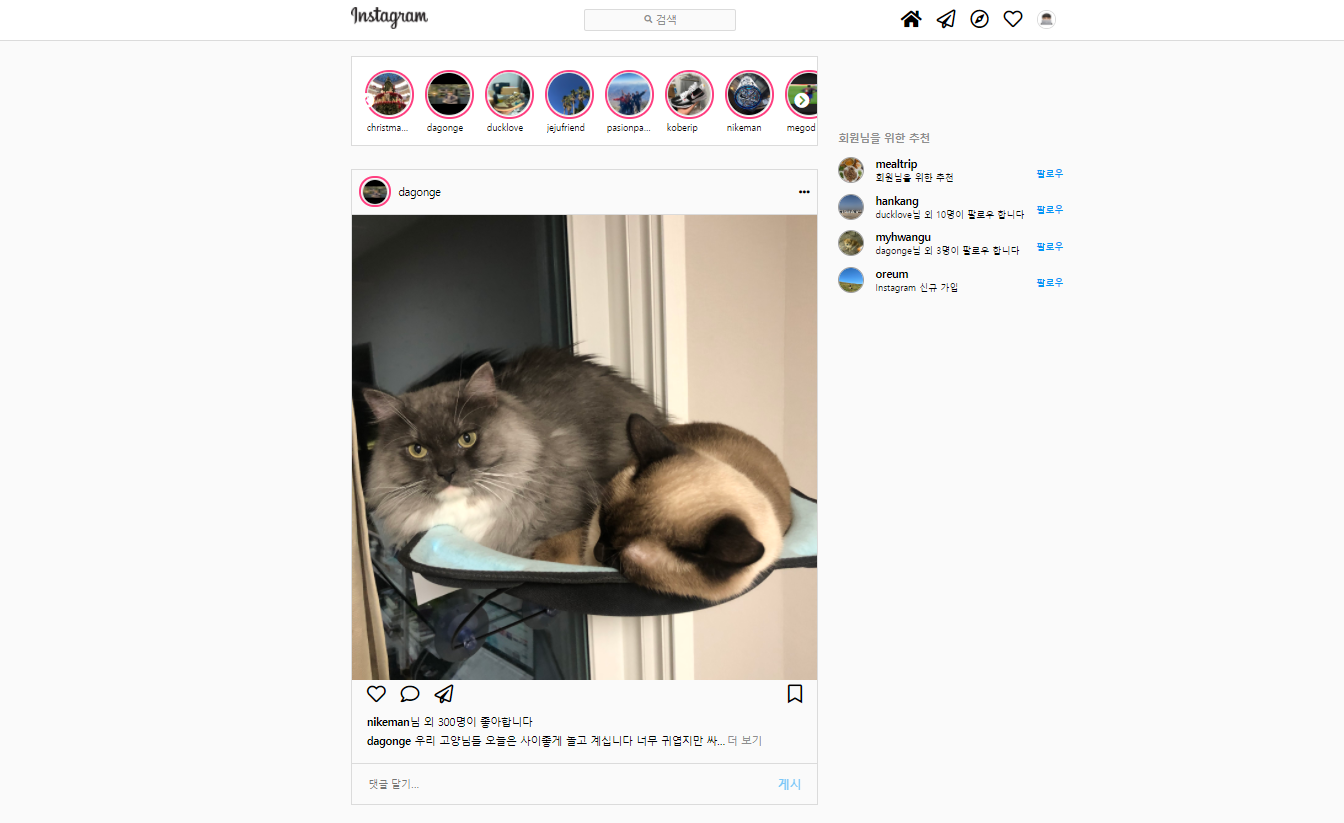 Instagram
검색
christma...
dagonge
ducklove
jejufriend
pasionpa...
koberip
nikeman
megod
회원님을 위한 추천
mealtrip
회원님을 위한 추천
팔로우
hankang
ducklove님 외 10명이 팔로우 합니다
팔로우
myhwangu
dagonge님 외 3명이 팔로우 합니다
팔로우
oreum
Instagram 신규 가입
팔로우
dagonge
nikeman님 외 300명이 좋아합니다
dagonge 우리 고양님들 오늘은 사이좋게 놀고 계십니다 너무 귀엽지만 싸... 더 보기
댓글 달기...
게시